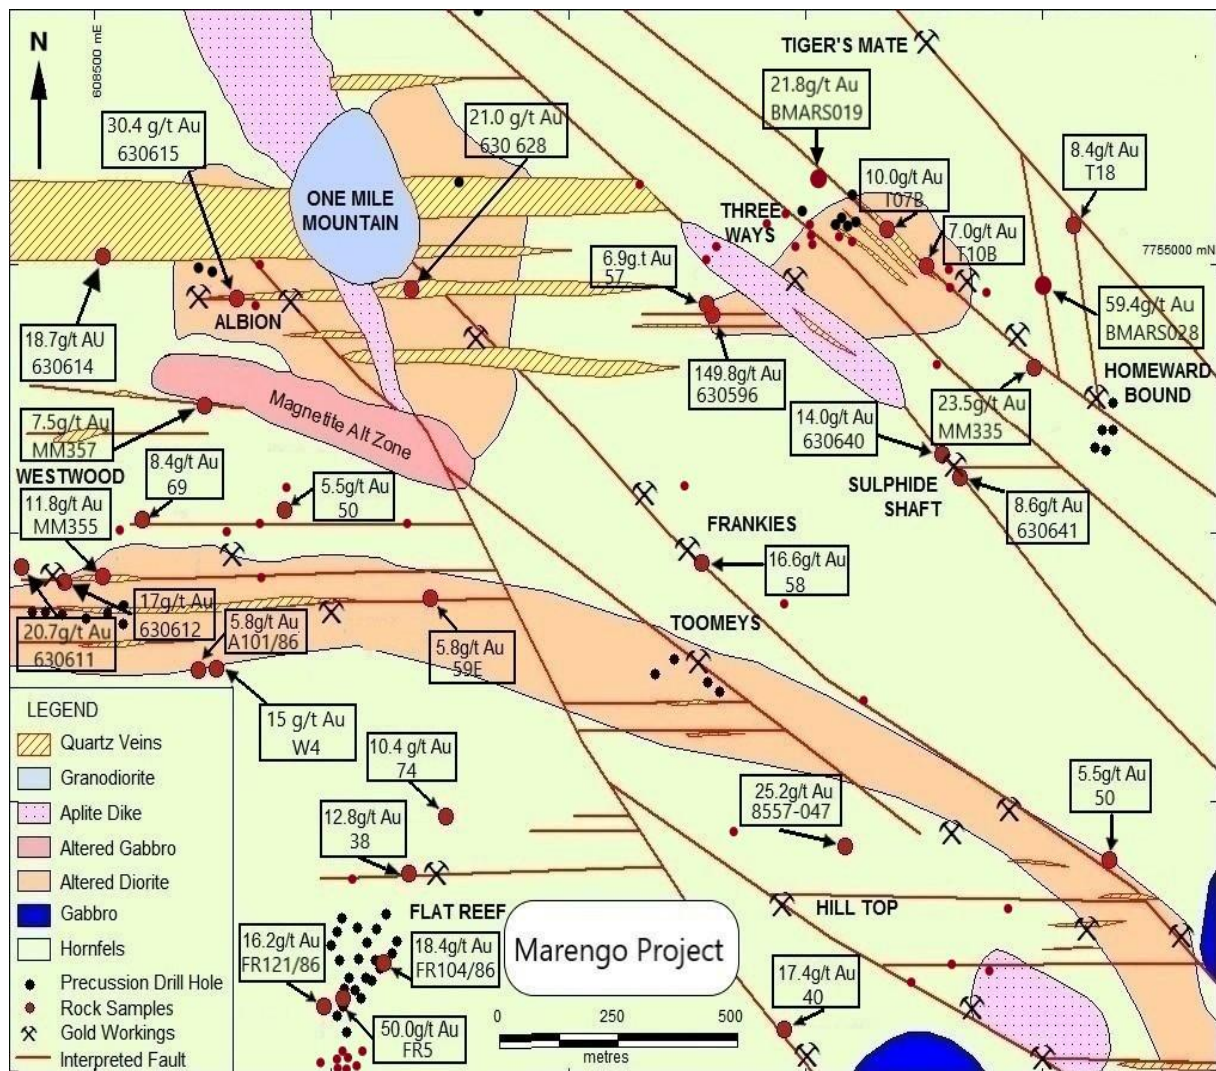 N
608500 mE
TIGER'S MATE
21.8g/t Au
BMARS019
30.4 g/t Au
630615
21.0 g/t Au
630 628
8.4g/t Au
T18
10.0g/t Au
T07B
ONE MILE
MOUNTAIN
THREE
WAYS
7.0g/t Au
T10B
7755000 mN
6.9g.t Au
57
59.4g/t Au
BMARS028
ALBION
18.7g/t AU
630614
149.8g/t Au
630596
HOMEWARD
BOUND
Magnetite Alt Zone
7.5g/t Au
MM357
14.0g/t Au
630640
23.5g/t Au
MM335
WESTWOOD
8.4g/t Au
69
5.5g/t Au
50
SULPHIDE
SHAFT
11.8g/t Au
MM355
8.6g/t Au
630641
FRANKIES
16.6g/t Au
58
17g/t Au
630612
5.8g/t Au
A101/86
20.7g/t Au
630611
5.8g/t Au
59E
TOOMEYS
15 g/t Au
W4
10.4 g/t Au
74
25.2g/t Au
8557-047
5.5g/t Au
50
12.8g/t Au
38
FLAT REEF
HILL TOP
16.2g/t Au
FR121/86
18.4g/t Au
FR104/86
Marengo Project
17.4g/t Au
40
50.0g/t Au
FR5
0 250 500
metres
LEGEND
Quartz Veins
Granodiorite
Aplite Dike
Altered Gabbro
Altered Diorite
Gabbro
Hornfels
Percussion Drill Hole
Rock Samples
Gold Workings
Interpreted Fault